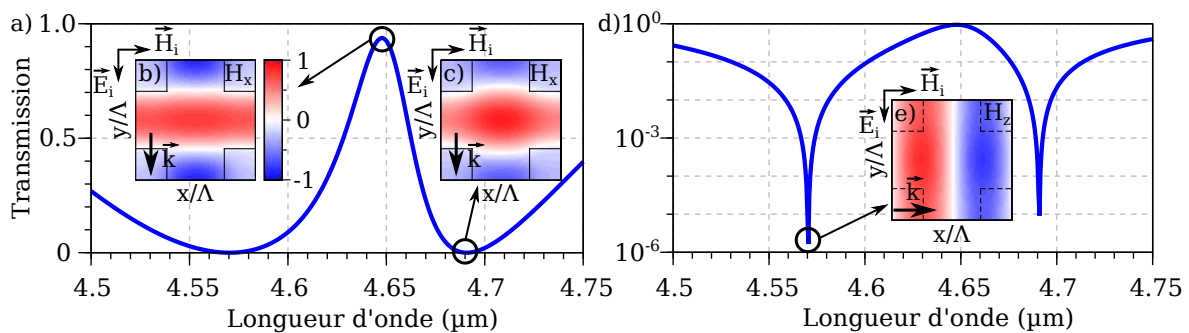 a)
1.0
0.5
0
Transmission
4.5
4.55
4.6
4.65
4.7
4.75
Longueur d'onde (µm)
H⃗i
E⃗i
b)
Hx
y/Λ
k⃗
x/Λ
1
0
-1
H⃗i
E⃗i
c)
Hx
y/Λ
k⃗
x/Λ
d)
10⁰
10⁻³
10⁻⁶
4.5
4.55
4.6
4.65
4.7
4.75
Longueur d'onde (µm)
H⃗i
E⃗i
e)
Hz
y/Λ
k⃗
x/Λ